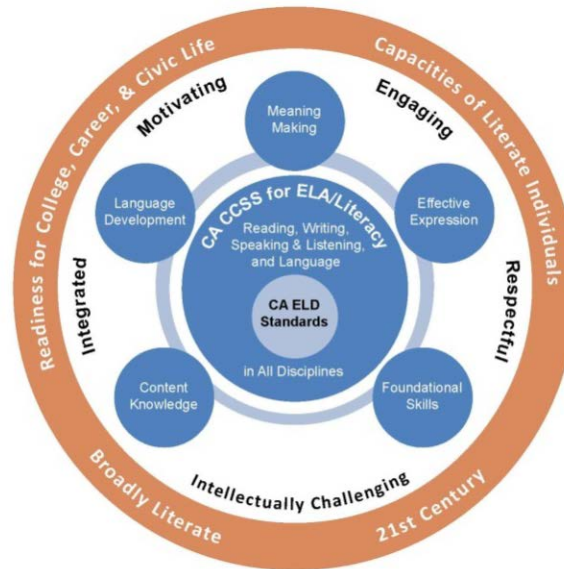 Readiness for College, Career, & Civic Life
Capacities of Literate Individuals
Broadly Literate
21st Century
Motivating
Engaging
Integrated
Respectful
Intellectually Challenging
Meaning
Making
Language
Development
Effective
Expression
Content
Knowledge
Foundational
Skills
CA CCSS for ELA/Literacy
Reading, Writing,
Speaking & Listening,
and Language
CA ELD
Standards
in All Disciplines